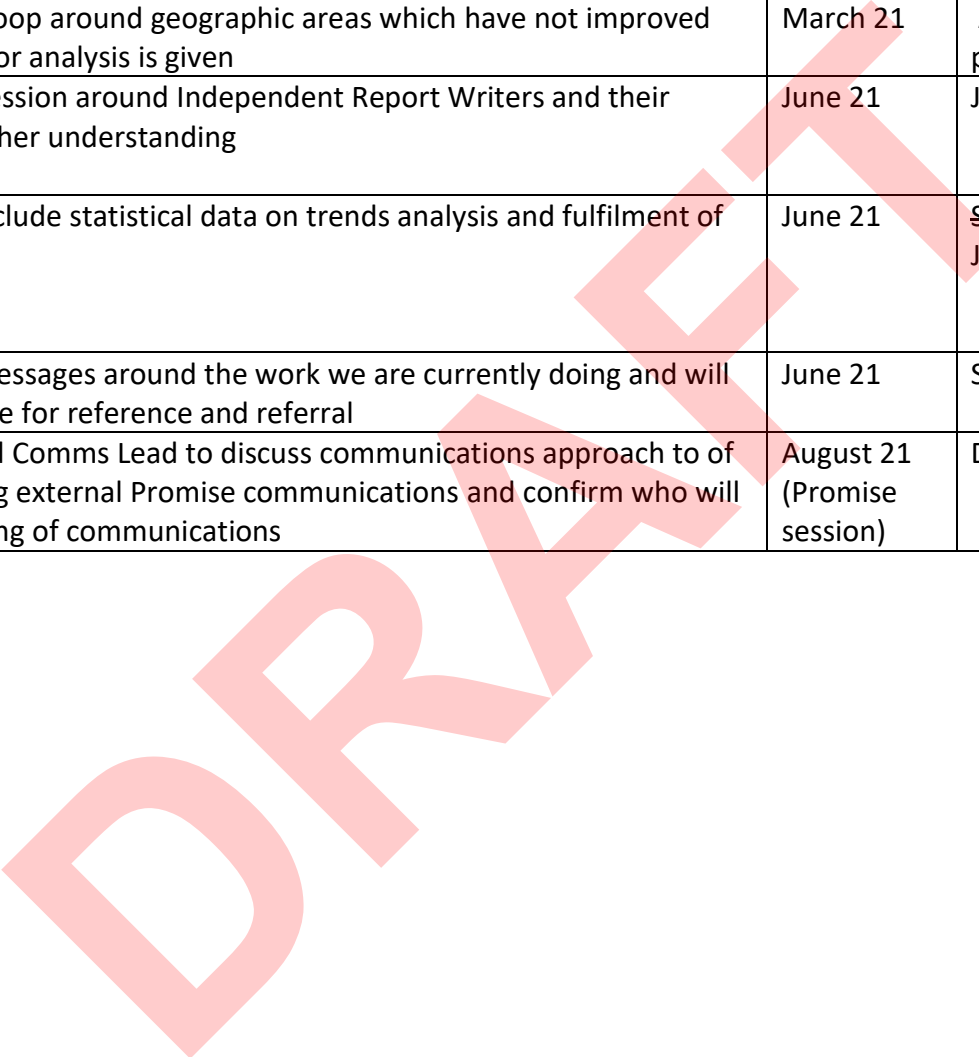 oop around geographic areas which have not improved March 21
or analysis is given p
ession around Independent Report Writers and their June 21 J
her understanding
clude statistical data on trends analysis and fulfilment of June 21 S
J
essages around the work we are currently doing and will June 21 S
e for reference and referral
l Comms Lead to discuss communications approach to of August 21 D
g external Promise communications and confirm who will (Promise
ng of communications session)
DRAFT